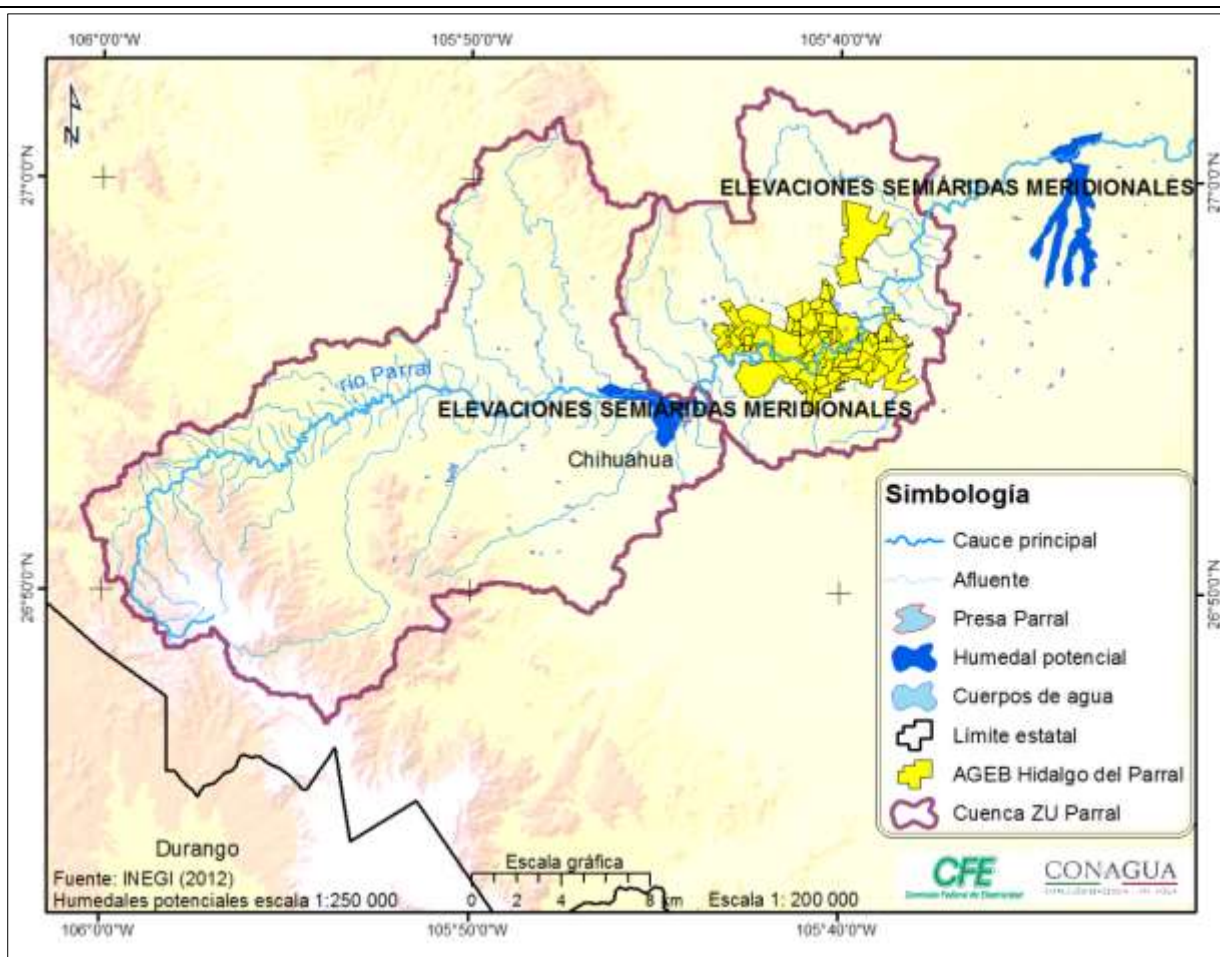 106°0'0"W
105°50'0"W
105°40'0"W
N
27°0'0"N
27°0'0"N
ELEVACIONES SEMIÁRIDAS MERIDIONALES
río Parral
ELEVACIONES SEMIÁRIDAS MERIDIONALES
Chihuahua
26°50'0"N
26°50'0"N
Simbología
Cauce principal
Afluente
Presa Parral
Humedal potencial
Cuerpos de agua
Límite estatal
AGEB Hidalgo del Parral
Cuenca ZU Parral
Durango
Fuente: INEGI (2012)
Humedales potenciales escala 1:250 000
Escala gráfica
0 2 4 8 km
Escala 1: 200 000
CFE
Comisión Federal de Electricidad
CONAGUA
106°0'0"W
105°50'0"W
105°40'0"W